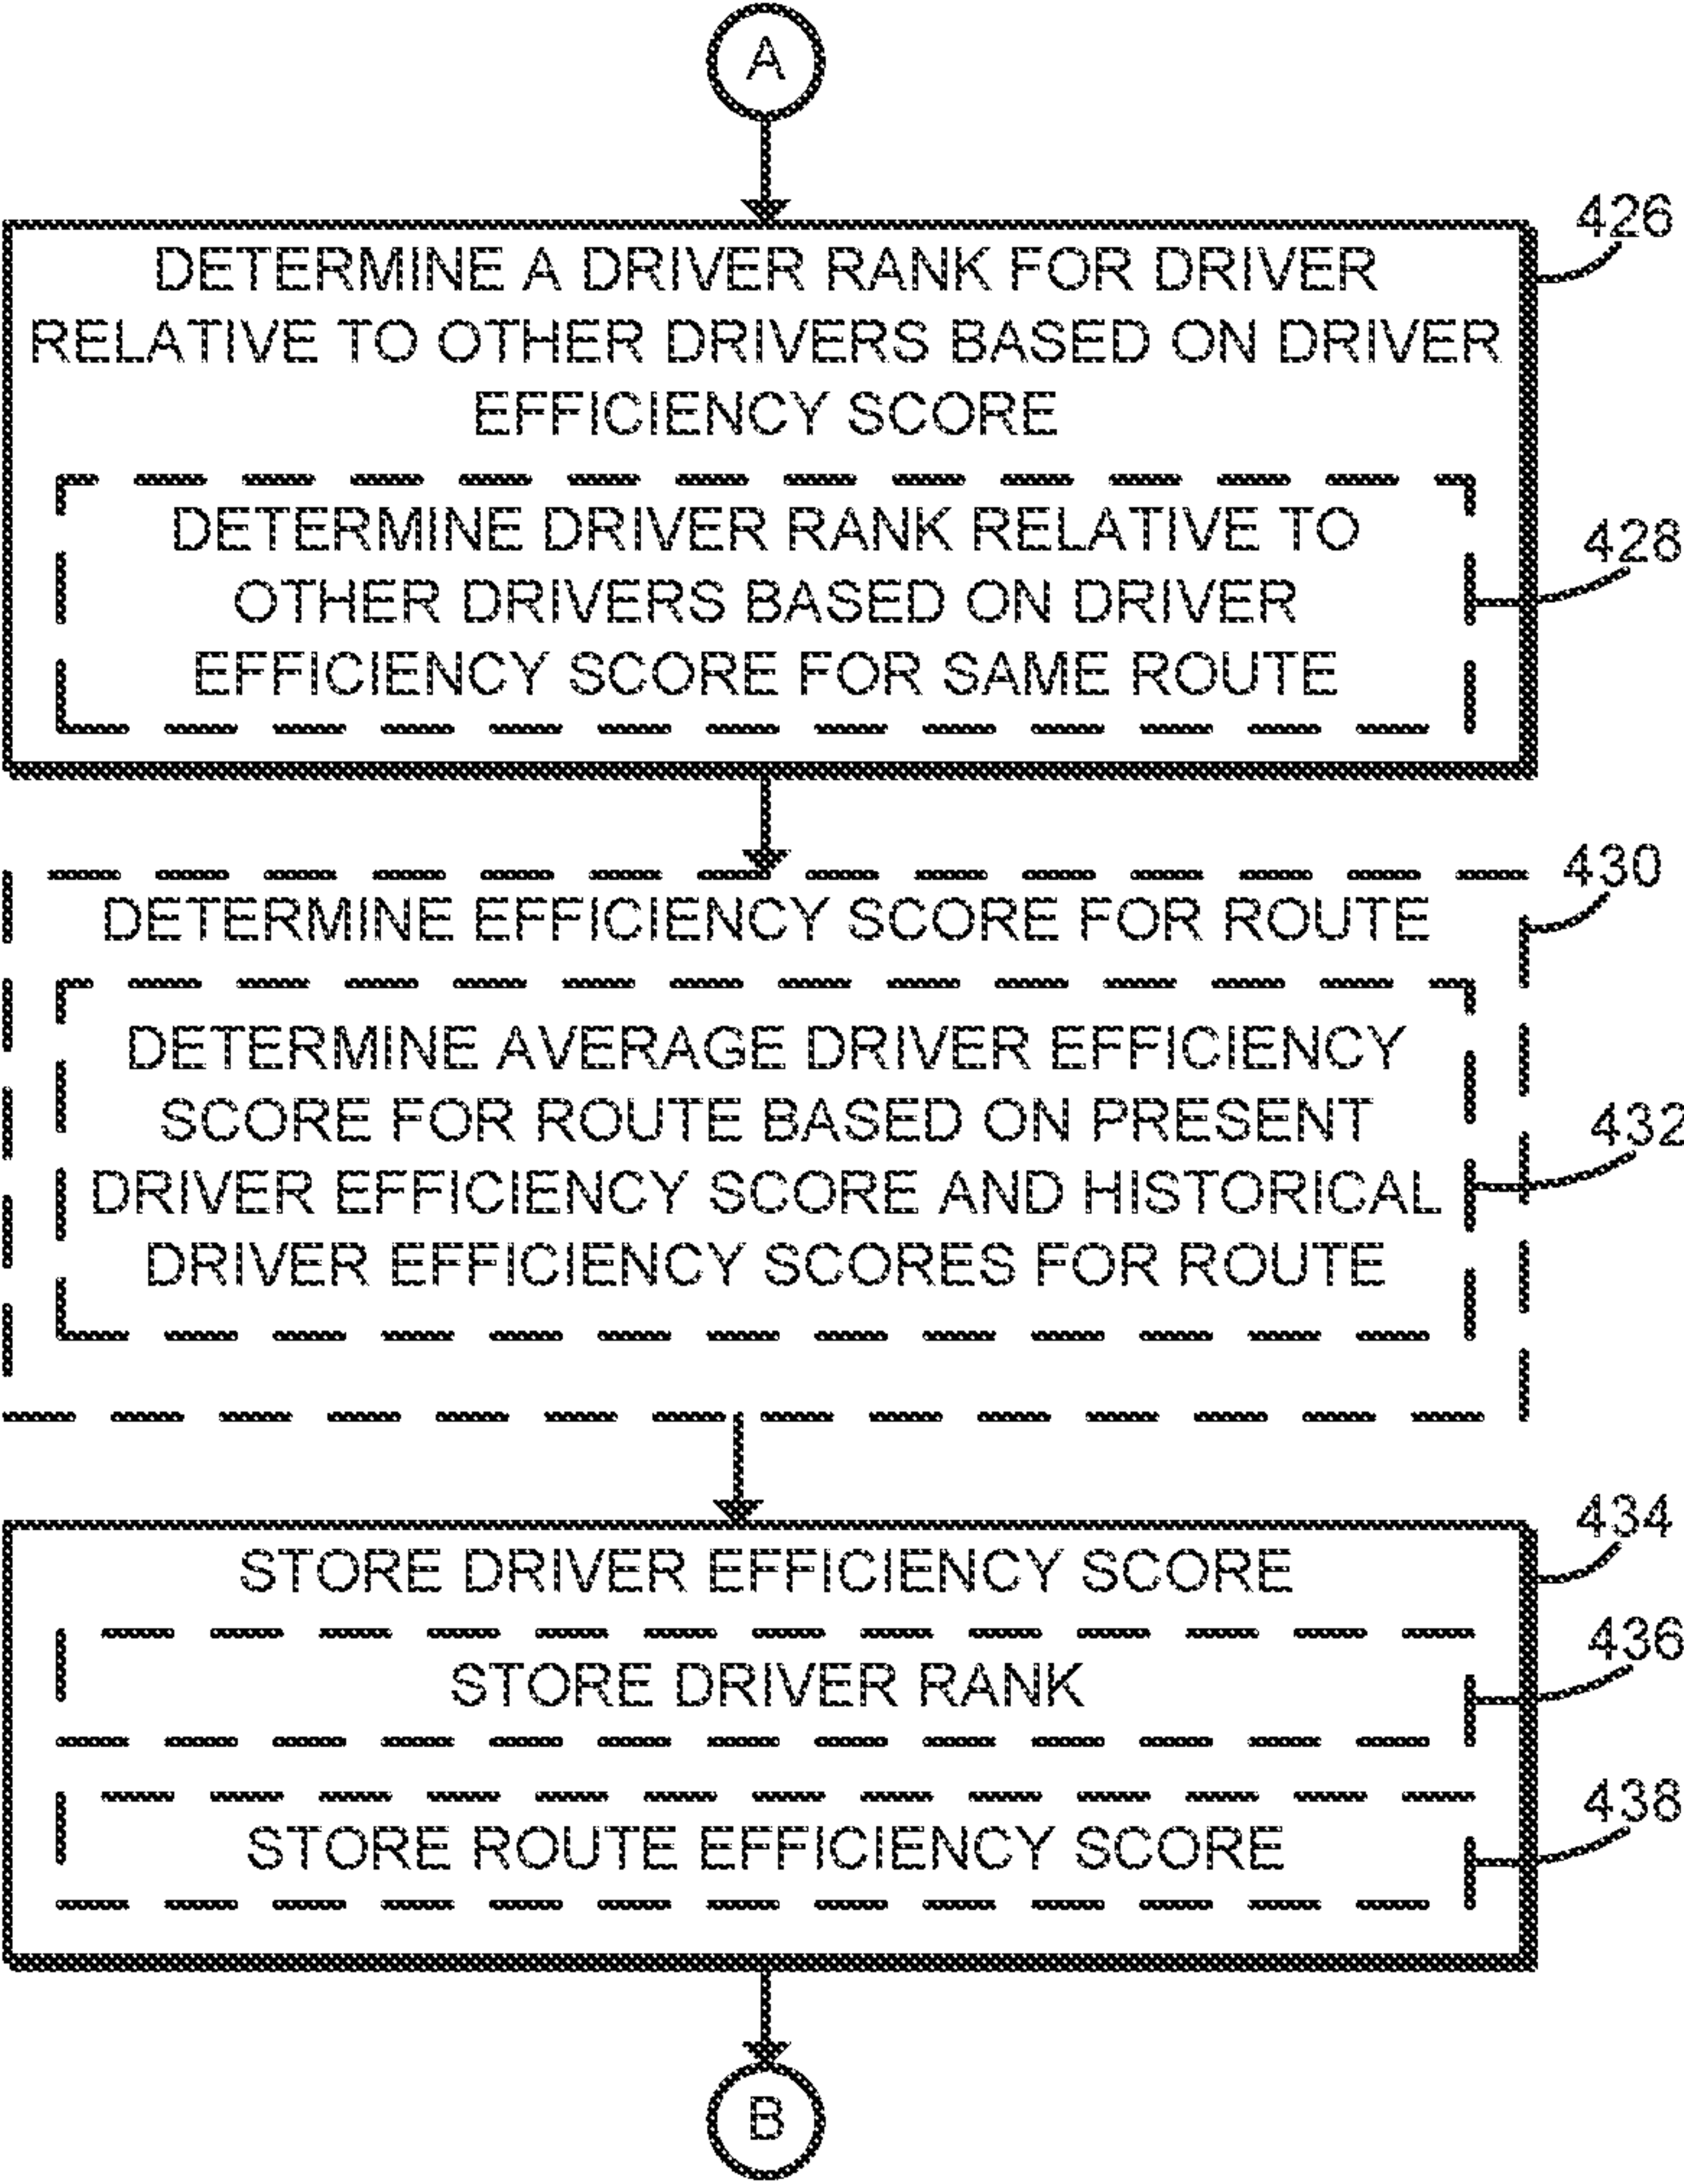 A
426
DETERMINE A DRIVER RANK FOR DRIVER
RELATIVE TO OTHER DRIVERS BASED ON DRIVER
EFFICIENCY SCORE
428
DETERMINE DRIVER RANK RELATIVE TO
OTHER DRIVERS BASED ON DRIVER
EFFICIENCY SCORE FOR SAME ROUTE
430
DETERMINE EFFICIENCY SCORE FOR ROUTE
432
DETERMINE AVERAGE DRIVER EFFICIENCY
SCORE FOR ROUTE BASED ON PRESENT
DRIVER EFFICIENCY SCORE AND HISTORICAL
DRIVER EFFICIENCY SCORES FOR ROUTE
434
STORE DRIVER EFFICIENCY SCORE
436
STORE DRIVER RANK
438
STORE ROUTE EFFICIENCY SCORE
B